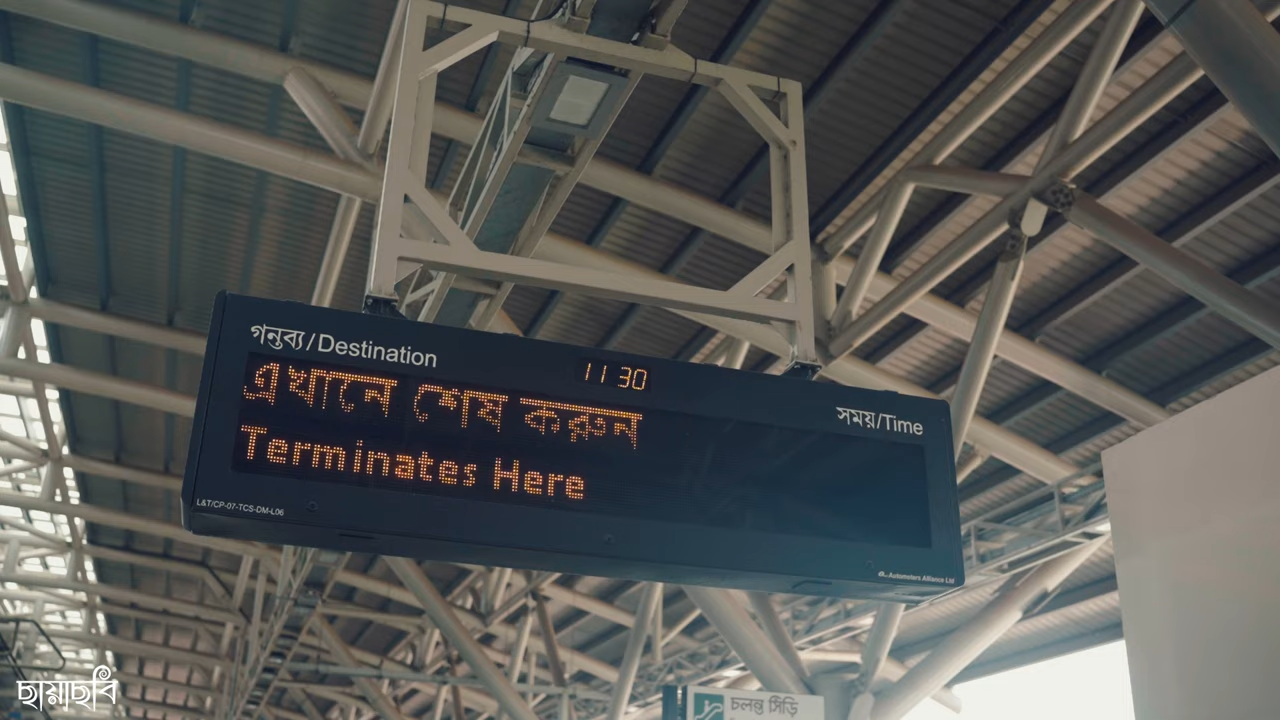 গন্তব্য/Destination
11 30
সময়/Time
এখানে শেষ করুন
Terminates Here
L&T/CP-07-TCS-DM-L06
Automaters Alliance Ltd
চলন্ত সিঁড়ি
ছায়াছবি